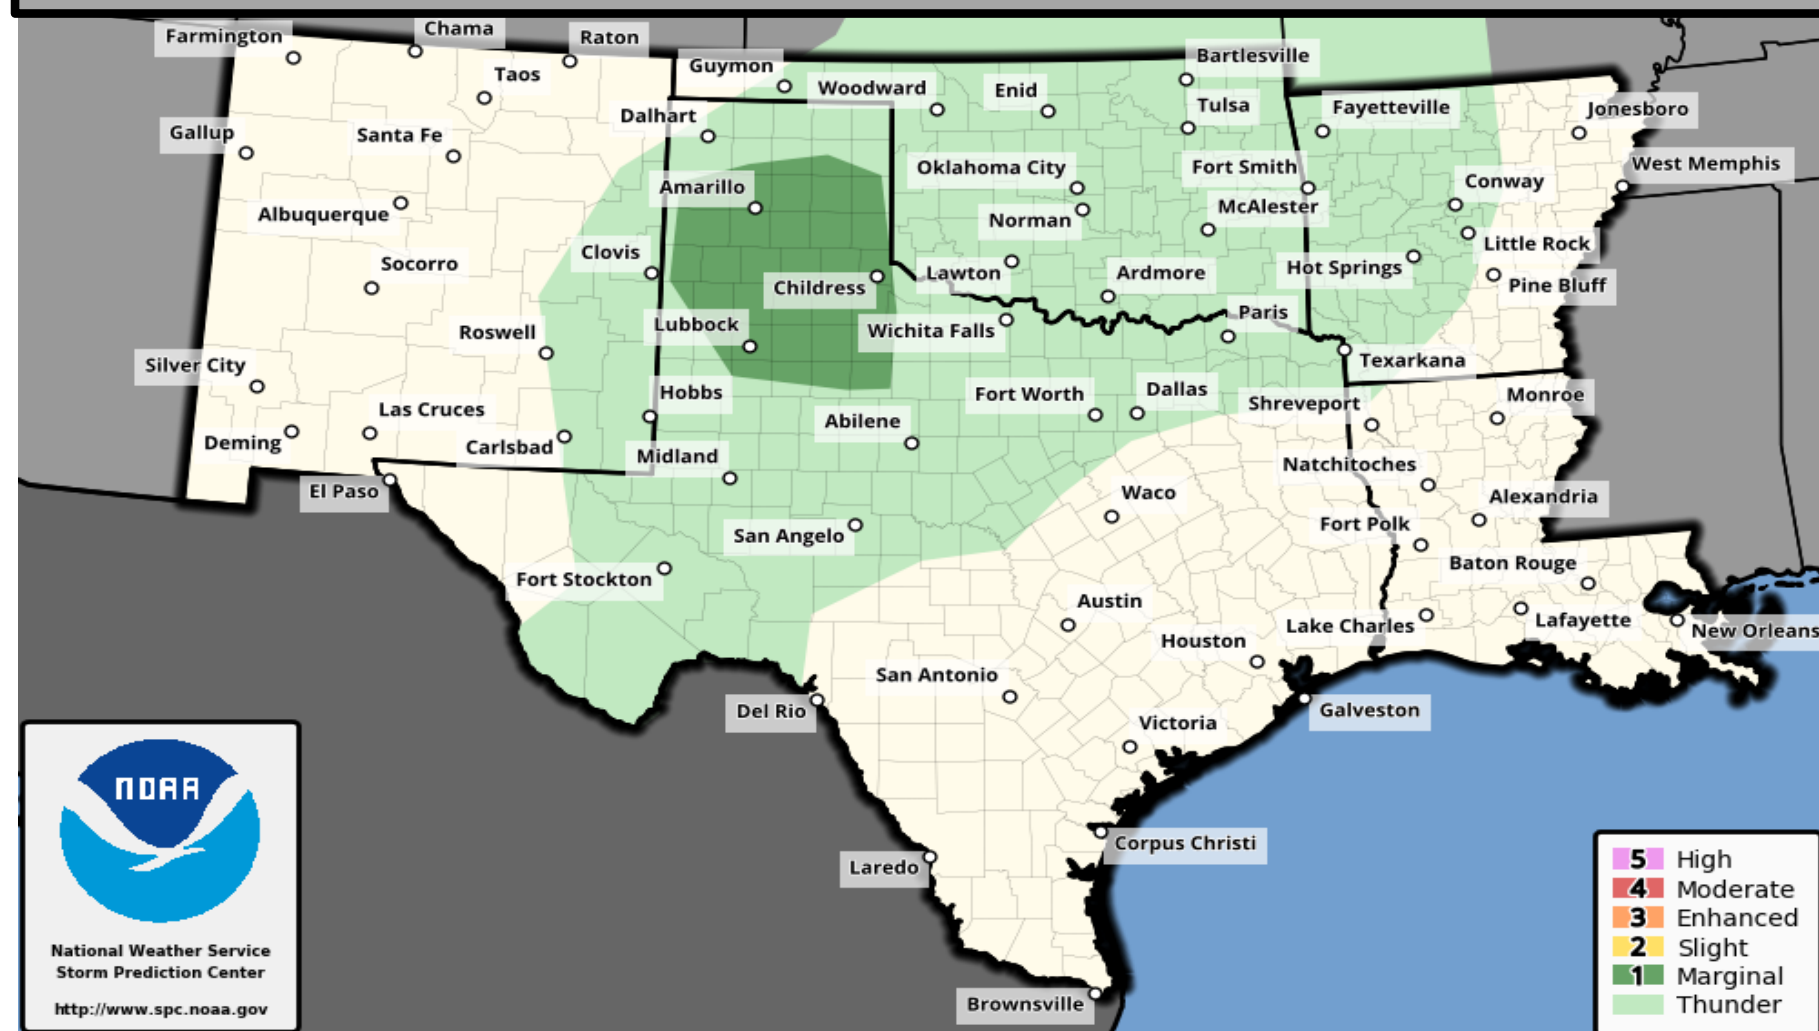 Farmington
Chama
Raton
Taos
Guymon
Woodward
Enid
Bartlesville
Dalhart
Tulsa
Fayetteville
Jonesboro
Gallup
Santa Fe
Oklahoma City
Fort Smith
West Memphis
Amarillo
Conway
Albuquerque
Norman
McAlester
Clovis
Socorro
Lawton
Ardmore
Hot Springs
Little Rock
Childress
Pine Bluff
Roswell
Lubbock
Wichita Falls
Paris
Silver City
Texarkana
Hobbs
Fort Worth
Dallas
Shreveport
Monroe
Las Cruces
Abilene
Deming
Carlsbad
Midland
Natchitoches
El Paso
Waco
Alexandria
San Angelo
Fort Polk
Fort Stockton
Baton Rouge
Austin
Lake Charles
Lafayette
New Orleans
Houston
San Antonio
Del Rio
Victoria
Galveston
Corpus Christi
Laredo
Brownsville
NOAA
National Weather Service
Storm Prediction Center
http://www.spc.noaa.gov
5 High
4 Moderate
3 Enhanced
2 Slight
1 Marginal
Thunder